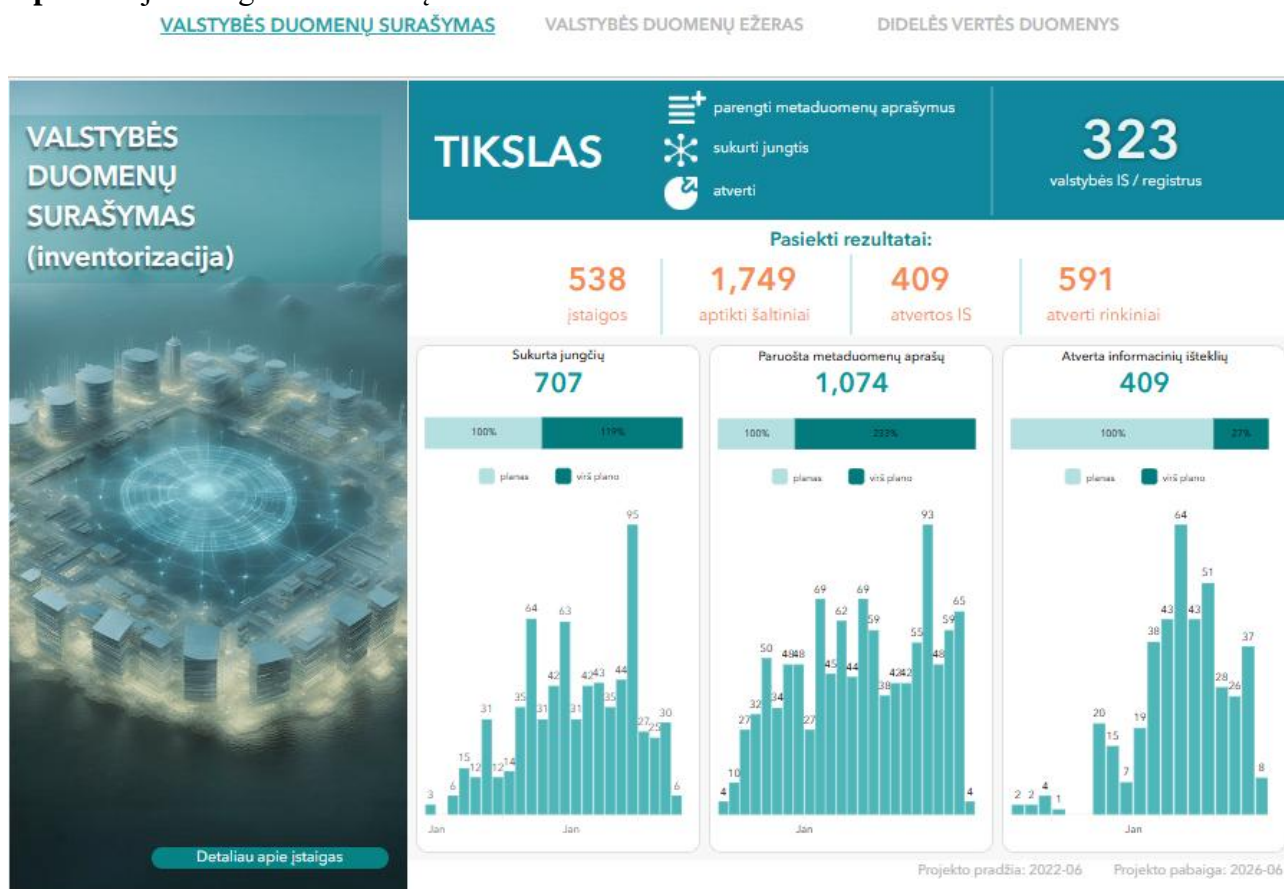 VALSTYBĖS DUOMENŲ SURAŠYMAS
VALSTYBĖS DUOMENŲ EŽERAS
DIDELĖS VERTĖS DUOMENYS
VALSTYBĖS
DUOMENŲ
SURAŠYMAS
(inventorizacija)
Detaliau apie įstaigas
TIKSLAS
parengti metaduomenų aprašymus
sukurti jungtis
atverti
323
valstybės IS / registrus
Pasiekti rezultatai:
538
įstaigos
1,749
aptikti šaltiniai
409
atvertos IS
591
atverti rinkiniai
Sukurta jungčių
707
100% 119%
planas virš plano
3 6 15 12 31 12 14 35 64 31 42 63 31 42 43 35 44 95 27 25 30 6
Jan Jan
Paruošta metaduomenų aprašų
1,074
100% 233%
planas virš plano
4 10 27 32 50 34 48 48 27 69 45 62 44 69 59 38 42 42 55 93 48 59 65 4
Jan
Atverta informacinių išteklių
409
100% 27%
planas virš plano
2 2 4 1 20 15 7 19 38 43 64 43 51 28 26 37 8
Jan
Projekto pradžia: 2022-06 Projekto pabaiga: 2026-06